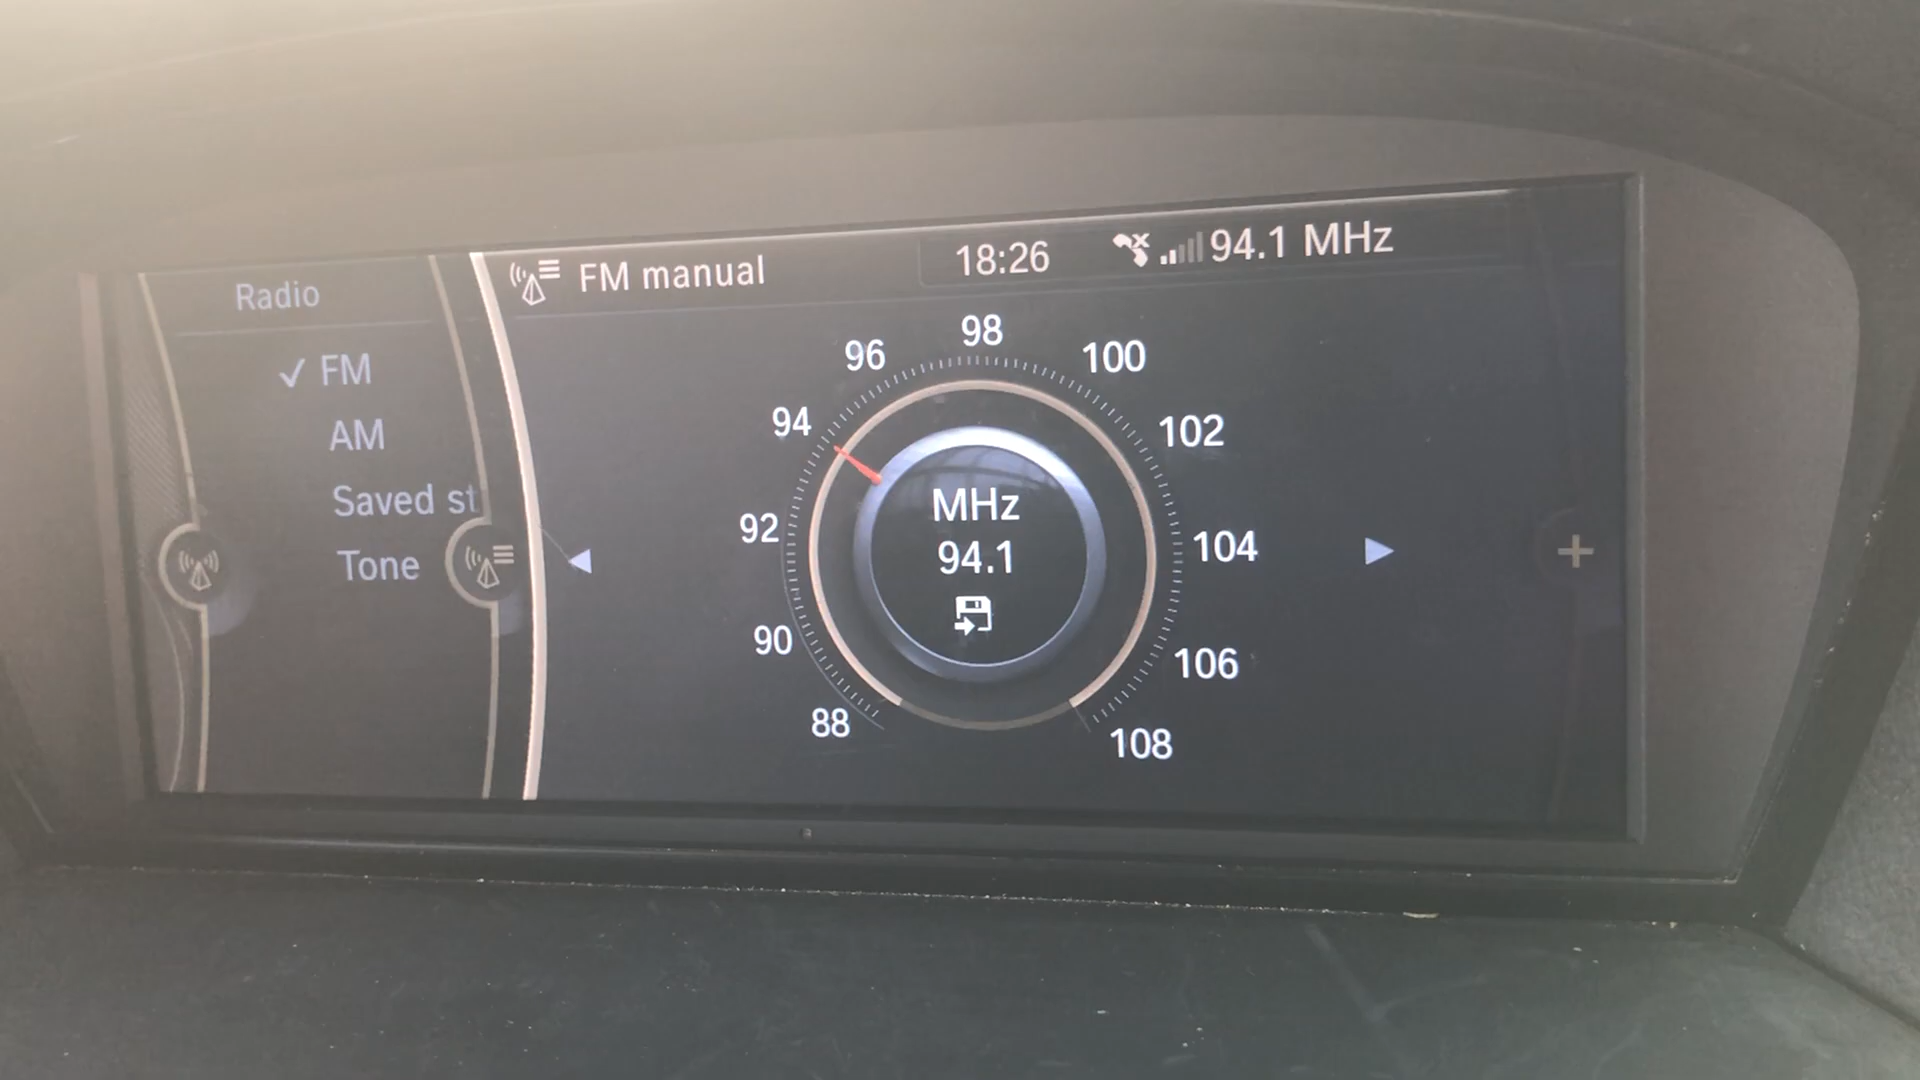 Radio
✓ FM
AM
Saved st
Tone
FM manual
18:26
94.1 MHz
88
90
92
94
96
98
100
102
104
106
108
MHz
94.1
+